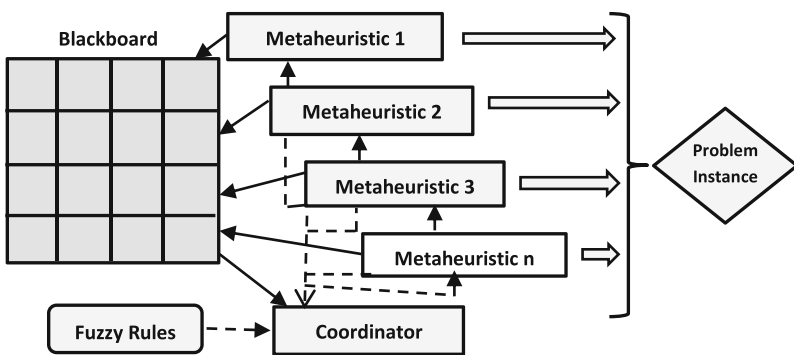 Blackboard
Metaheuristic 1
Metaheuristic 2
Metaheuristic 3
Metaheuristic n
Problem
Instance
Fuzzy Rules
Coordinator